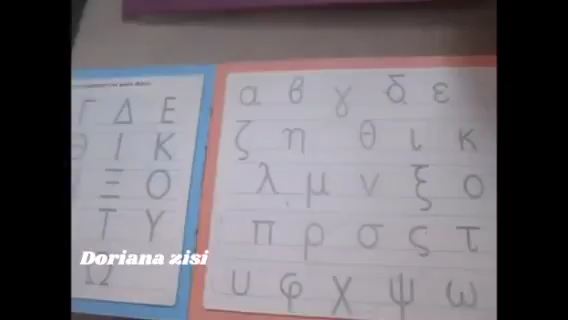 Γ Δ Ε
Θ Ι Κ
Ξ Ο
Τ Υ
Ω
α β γ δ ε
ζ η θ ι κ
λ μ ν ξ ο
π ρ σ ς τ
υ φ χ ψ ω
Doriana zisi